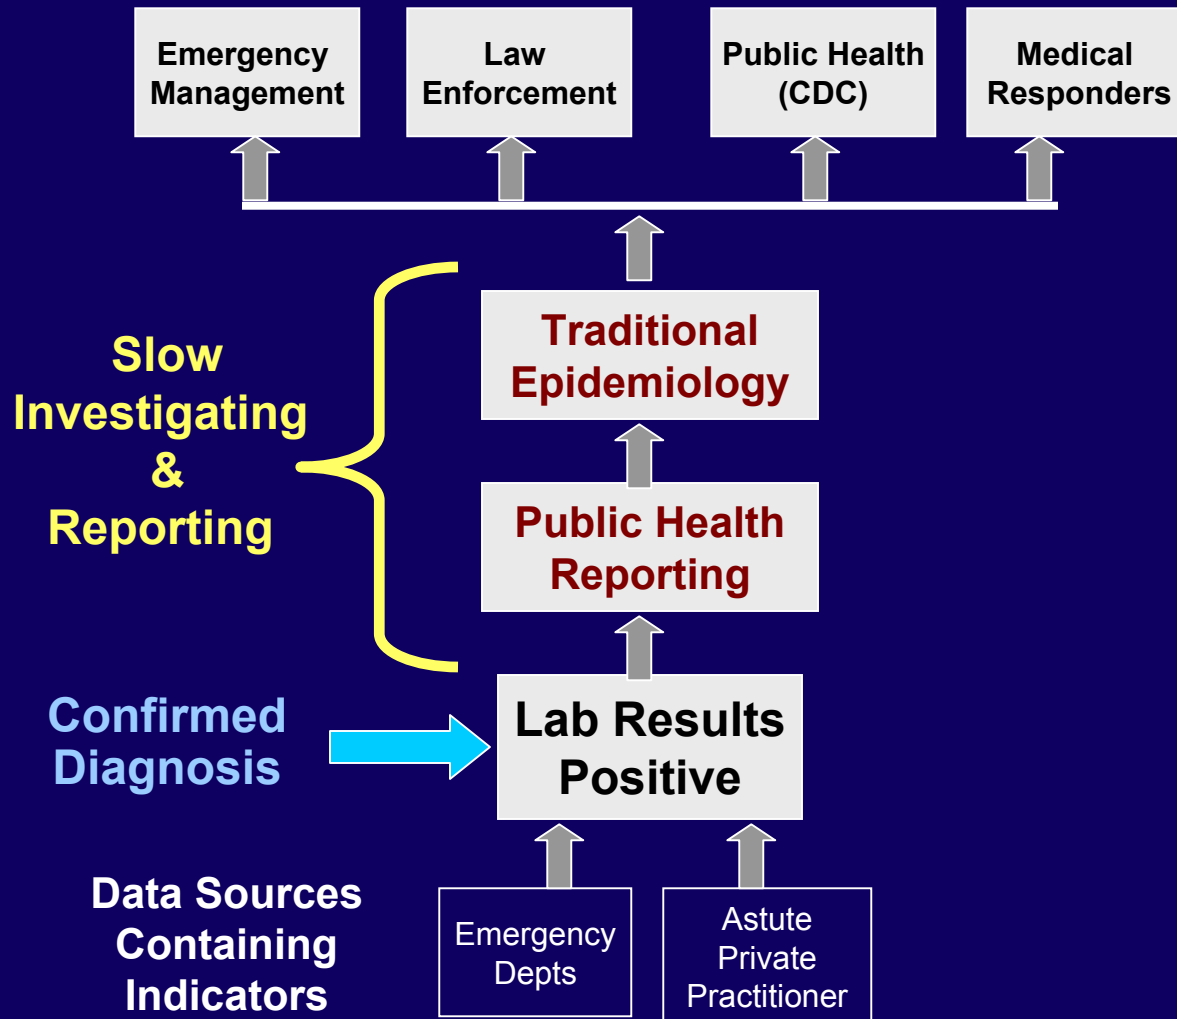 Emergency
Management
Law
Enforcement
Public Health
(CDC)
Medical
Responders
Slow
Investigating
&
Reporting
Traditional
Epidemiology
Public Health
Reporting
Confirmed
Diagnosis
Lab Results
Positive
Data Sources
Containing
Indicators
Emergency
Depts
Astute
Private
Practitioner